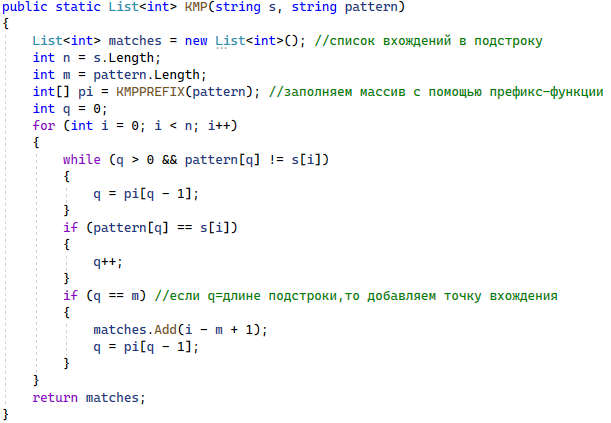 public static List<int> KMP(string s, string pattern)
{
List<int> matches = new List<int>(); //список вхождений в подстроку
int n = s.Length;
int m = pattern.Length;
int[] pi = KMPPREFIX(pattern); //заполняем массив с помощью префикс-функции
int q = 0;
for (int i = 0; i < n; i++)
{
while (q > 0 && pattern[q] != s[i])
{
q = pi[q - 1];
}
if (pattern[q] == s[i])
{
q++;
}
if (q == m) //если q=длине подстроки,то добавляем точку вхождения
{
matches.Add(i - m + 1);
q = pi[q - 1];
}
}
return matches;
}